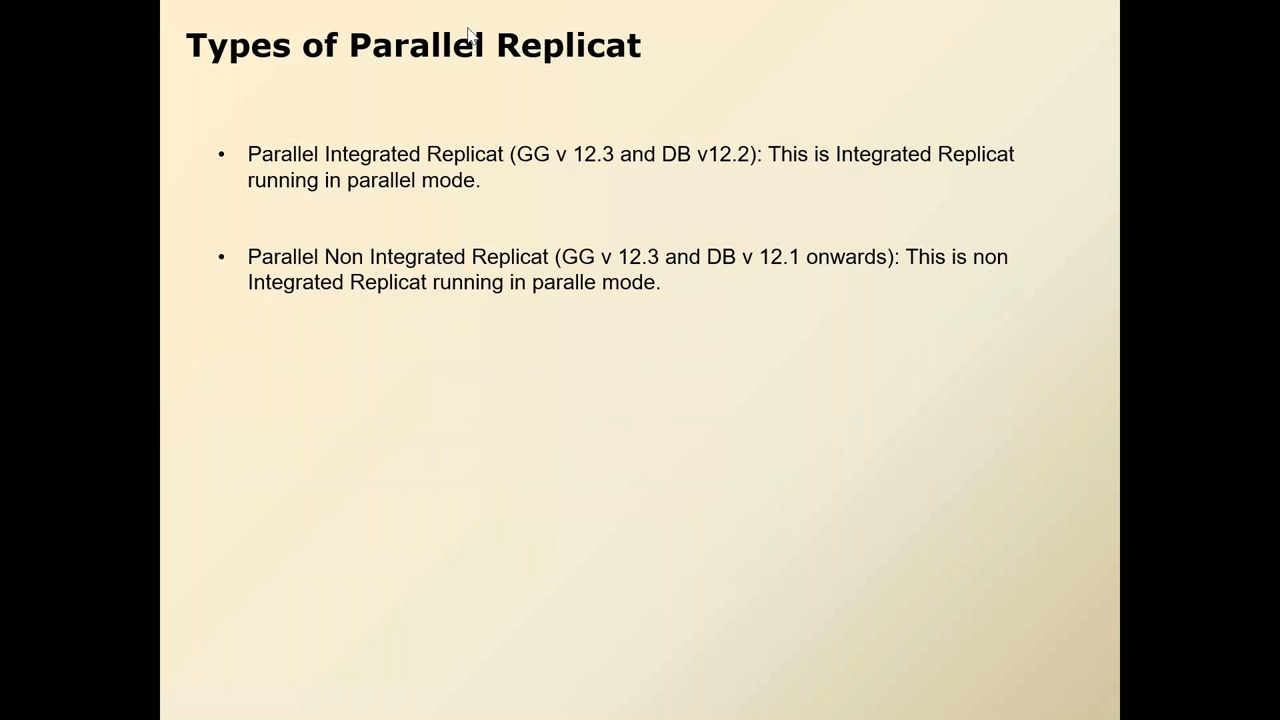 Types of Parallel Replicat
• Parallel Integrated Replicat (GG v 12.3 and DB v12.2): This is Integrated Replicat
running in parallel mode.
• Parallel Non Integrated Replicat (GG v 12.3 and DB v 12.1 onwards): This is non
Integrated Replicat running in paralle mode.